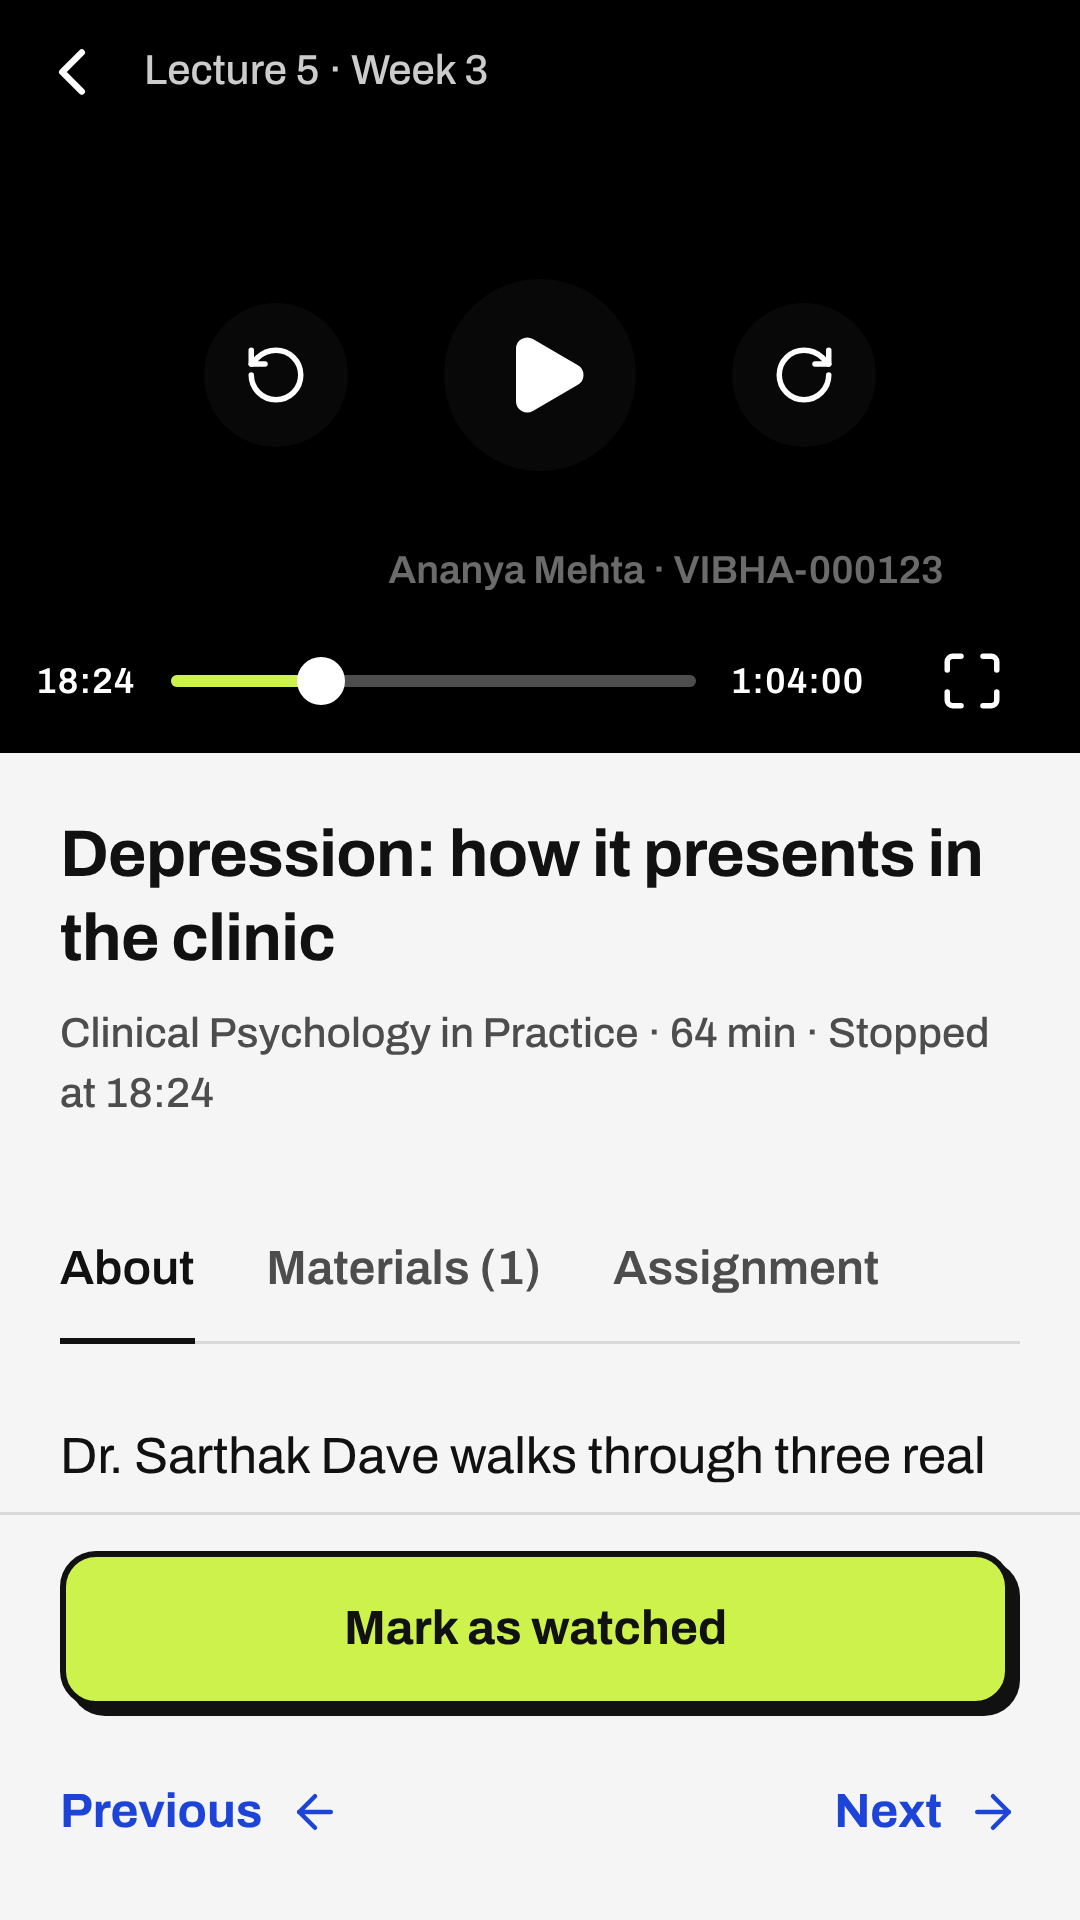 Lecture 5 · Week 3
Ananya Mehta · VIBHA-000123
18:24
1:04:00
Depression: how it presents in
the clinic
Clinical Psychology in Practice · 64 min · Stopped
at 18:24
About
Materials (1)
Assignment
Dr. Sarthak Dave walks through three real
Mark as watched
Previous
Next